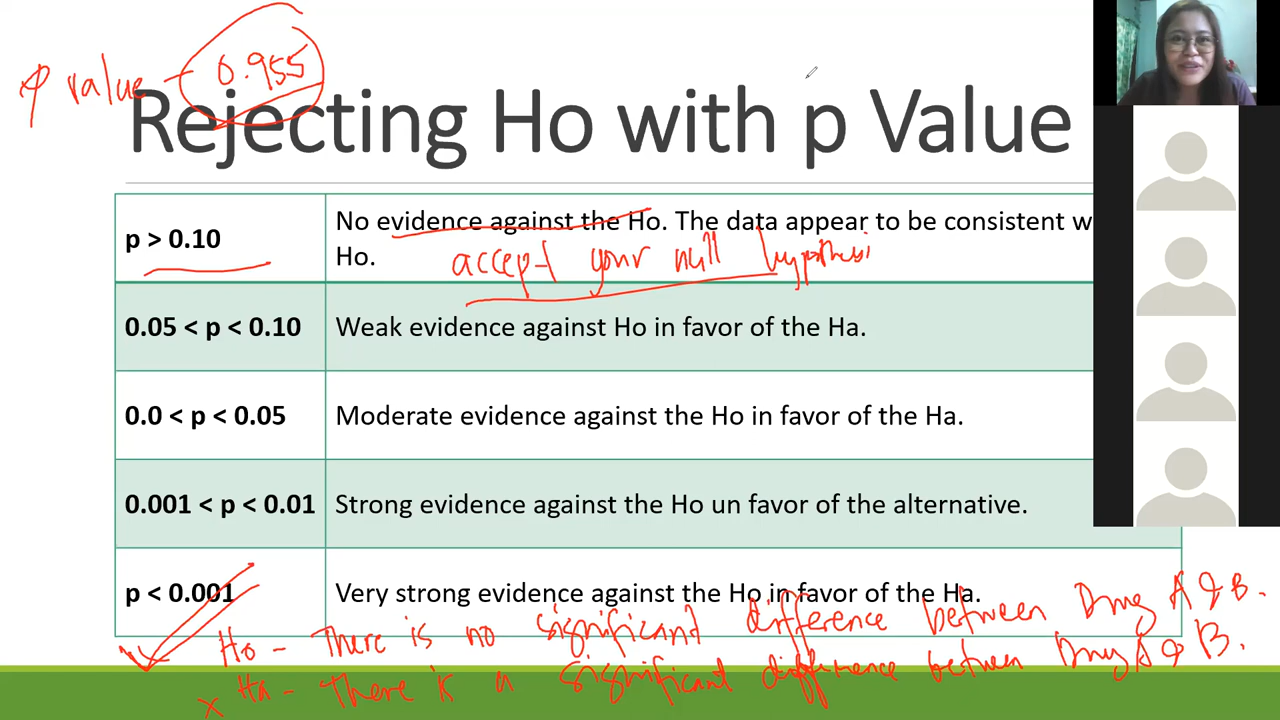 p value - 0.955
Rejecting Ho with p Value
p > 0.10
No evidence against the Ho. The data appear to be consistent w
Ho.
accept your null hypothesis
0.05 < p < 0.10
Weak evidence against Ho in favor of the Ha.
0.0 < p < 0.05
Moderate evidence against the Ho in favor of the Ha.
0.001 < p < 0.01
Strong evidence against the Ho un favor of the alternative.
p < 0.001
Very strong evidence against the Ho in favor of the Ha.
Ho - There is no significant difference between Drug A & B.
x Ha - There is a significant difference between Drug A & B.